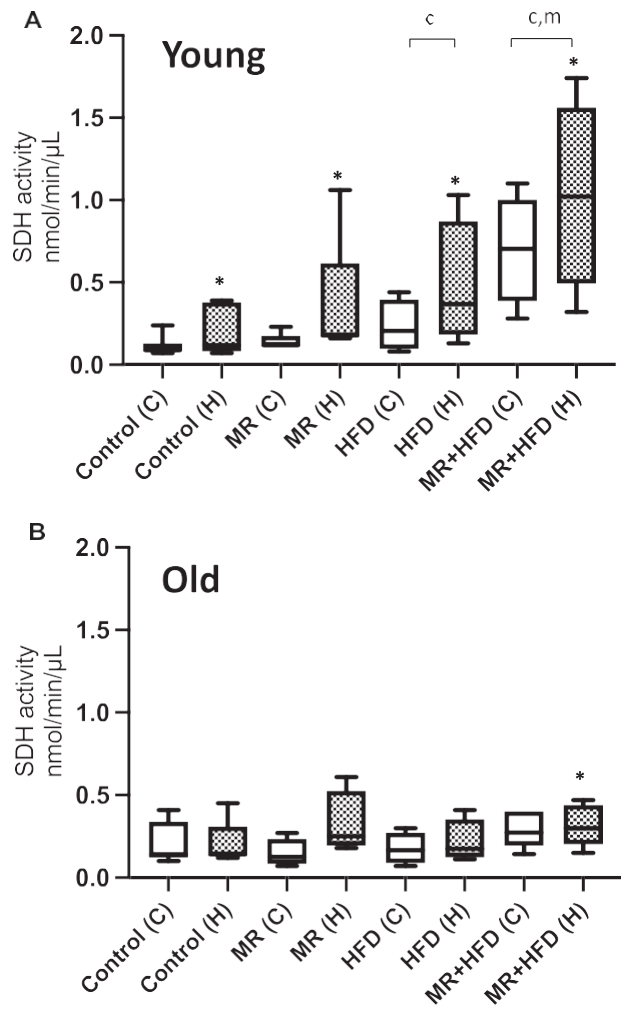 A
Young
c
c,m
2.0
1.5
1.0
0.5
0.0
SDH activity
nmol/min/µL
*
*
*
*
Control (C)
Control (H)
MR (C)
MR (H)
HFD (C)
HFD (H)
MR+HFD (C)
MR+HFD (H)
B
Old
2.0
1.5
1.0
0.5
0.0
SDH activity
nmol/min/µL
*
Control (C)
Control (H)
MR (C)
MR (H)
HFD (C)
HFD (H)
MR+HFD (C)
MR+HFD (H)